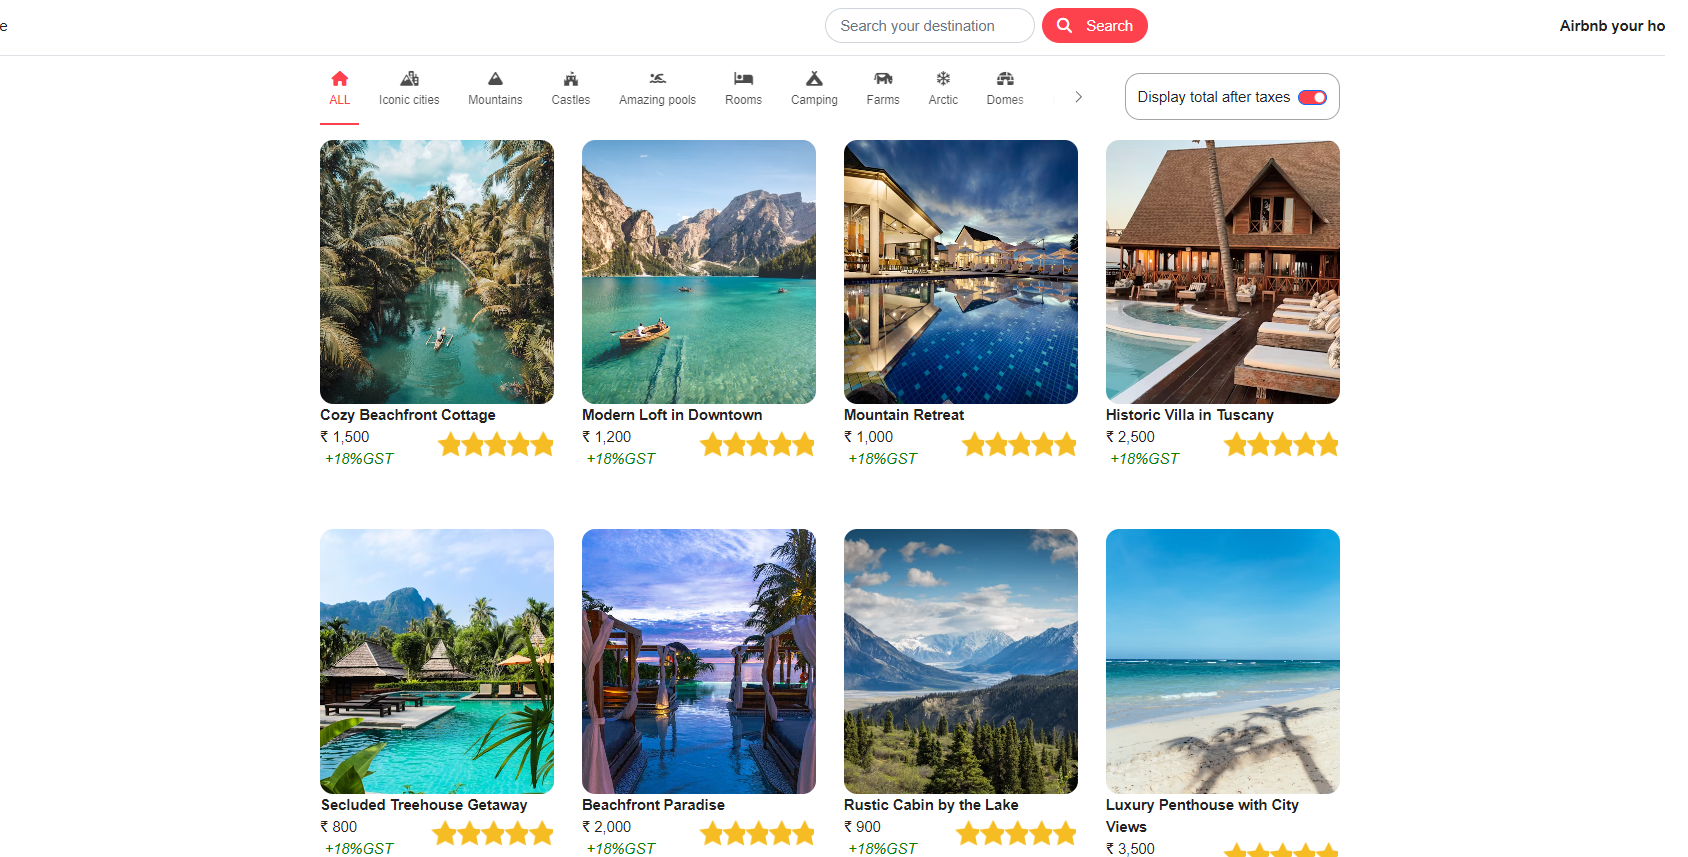 e
Search your destination
Search
Airbnb your ho
ALL
Iconic cities
Mountains
Castles
Amazing pools
Rooms
Camping
Farms
Arctic
Domes
Display total after taxes
Cozy Beachfront Cottage
₹ 1,500
+18%GST
Modern Loft in Downtown
₹ 1,200
+18%GST
Mountain Retreat
₹ 1,000
+18%GST
Historic Villa in Tuscany
₹ 2,500
+18%GST
Secluded Treehouse Getaway
₹ 800
+18%GST
Beachfront Paradise
₹ 2,000
+18%GST
Rustic Cabin by the Lake
₹ 900
+18%GST
Luxury Penthouse with City
Views
₹ 3,500